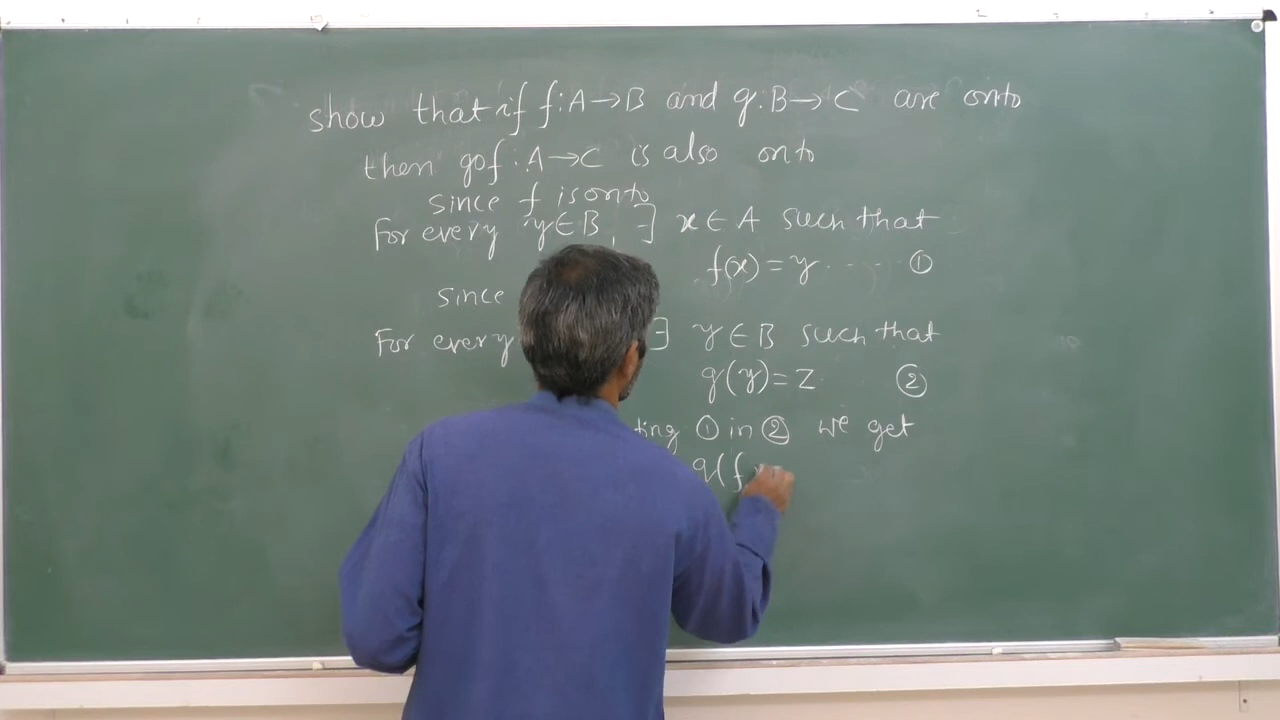 show that if f:A→B and g.B→C are onto
then gof:A→C is also onto
since f is onto
For every y∈B, ∃ x∈A such that
f(x)=y ---- ①
since
For every ∃ y∈B such that
g(y)=z ②
ting ① in ② we get
g(f